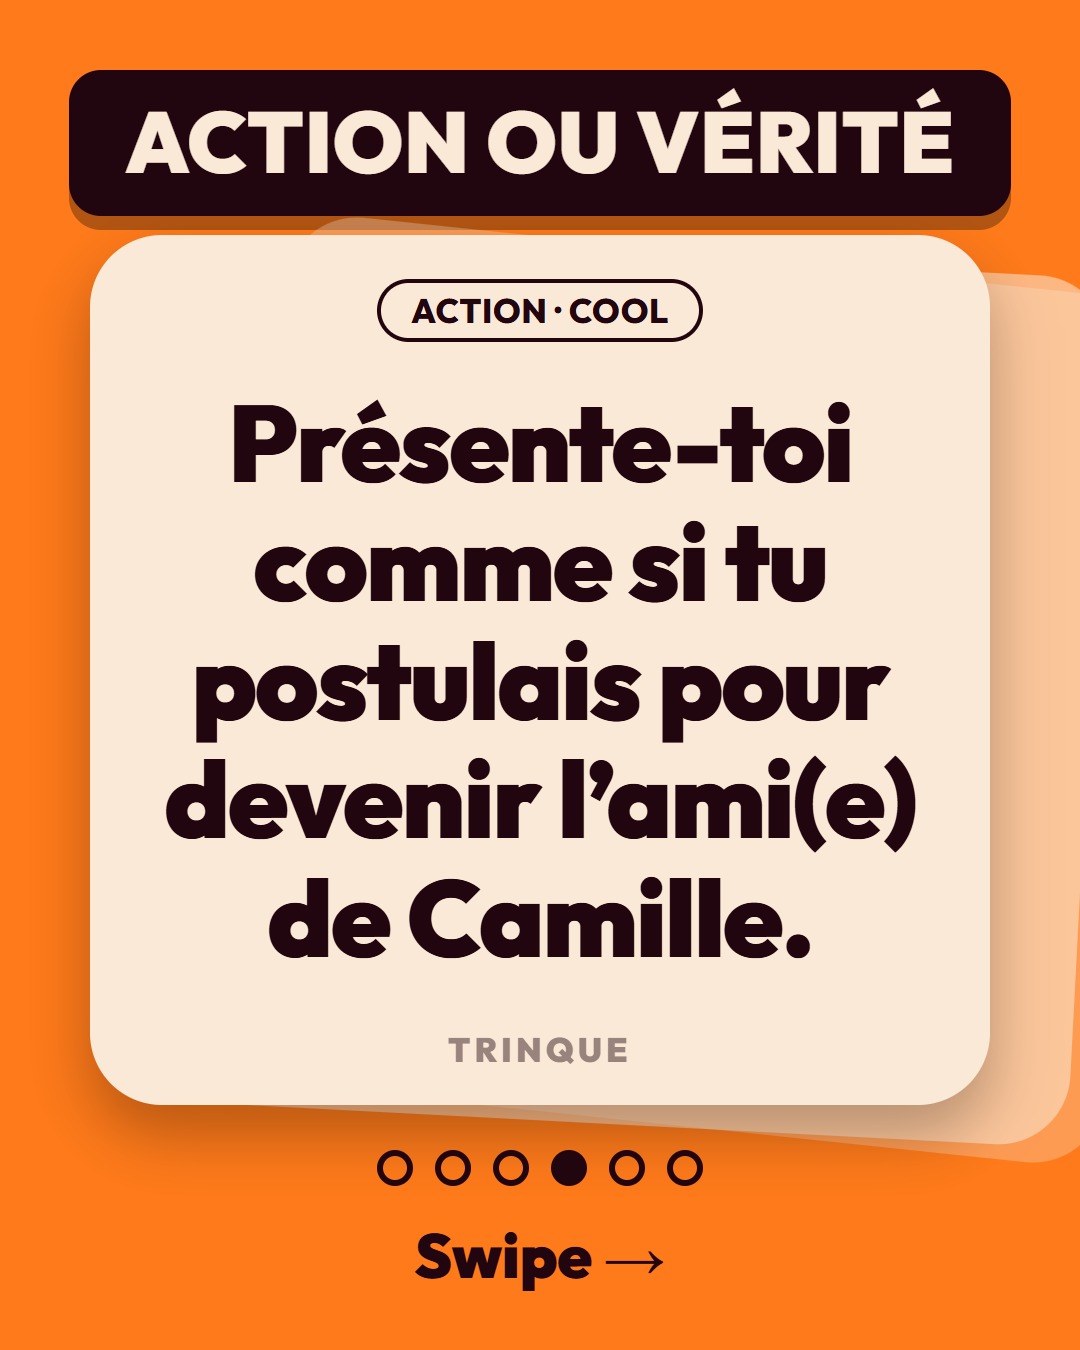 ACTION OU VÉRITÉ
ACTION · COOL
Présente-toi
comme si tu
postulais pour
devenir l’ami(e)
de Camille.
TRINQUE
Swipe →